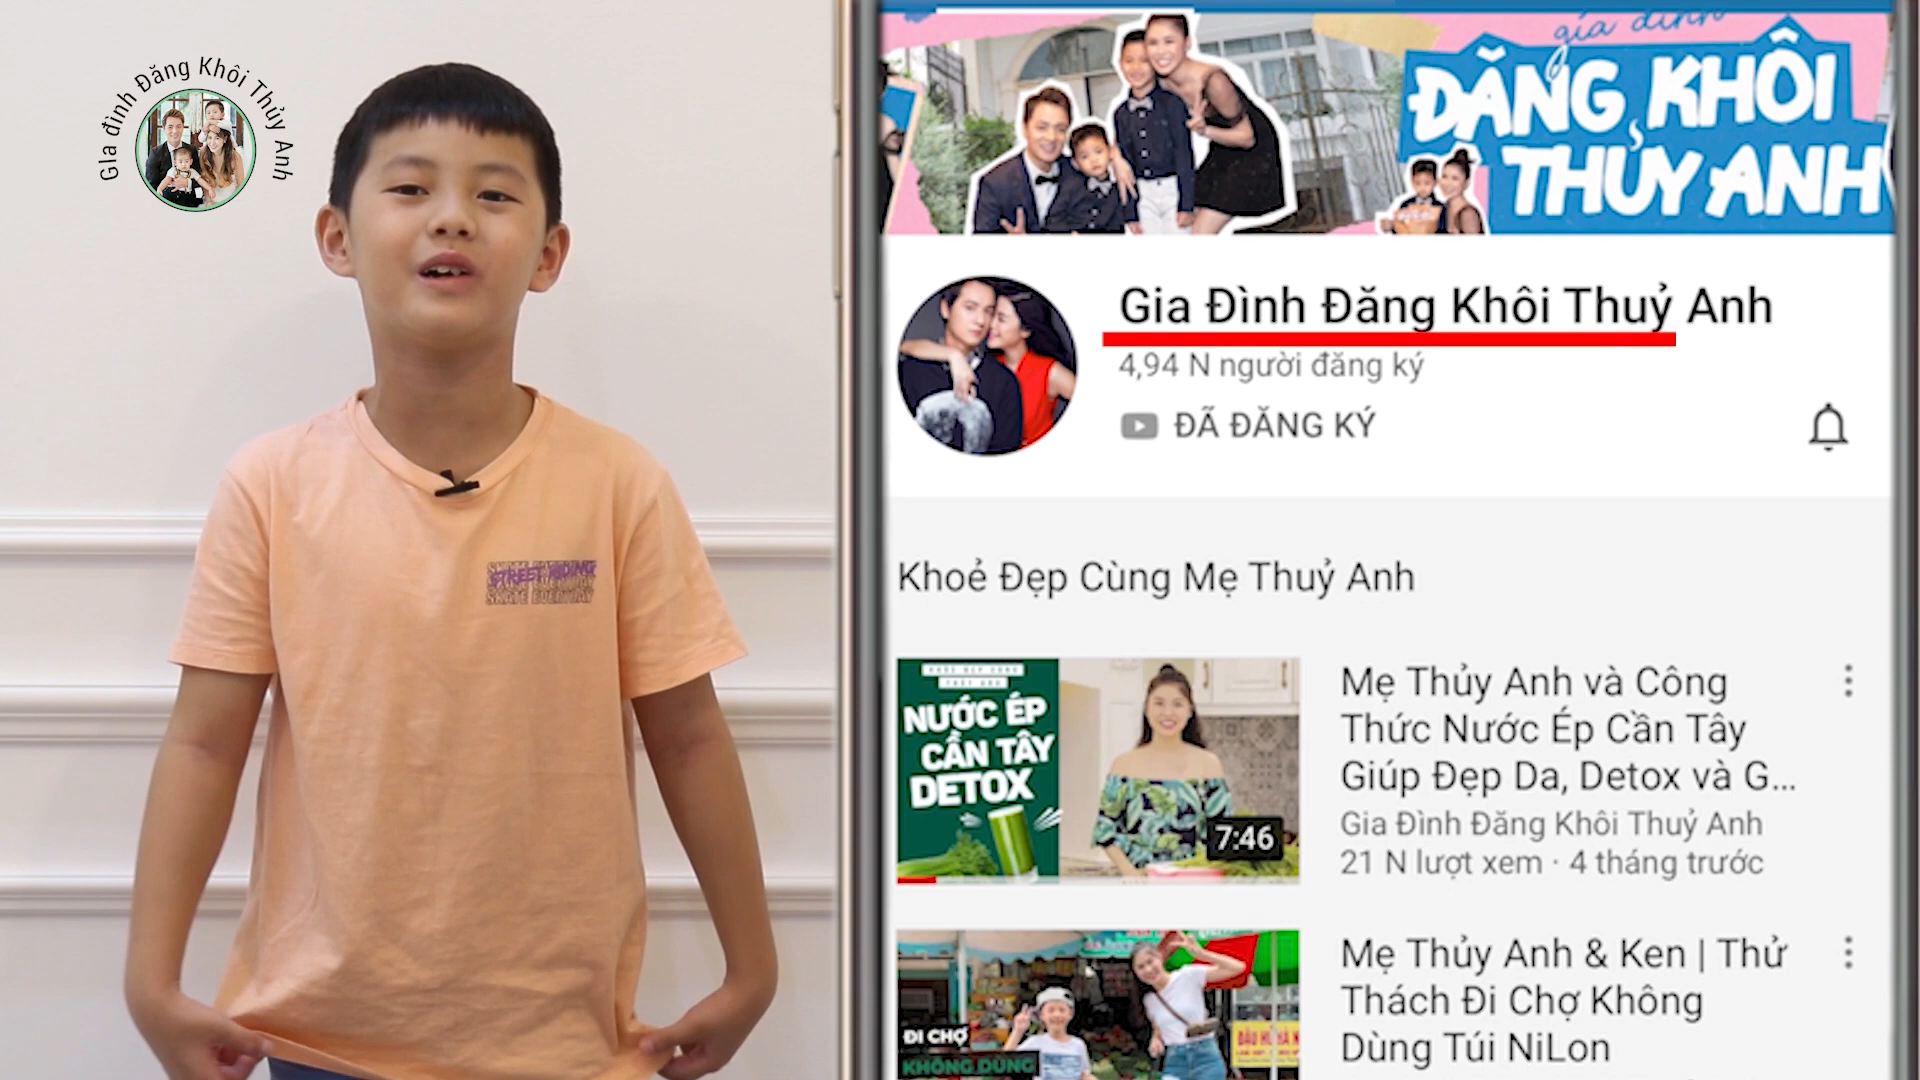 Gia đình Đăng Khôi Thủy Anh
STREET RIDING
SKATE EVERYDAY
gia đình
ĐĂNG KHÔI
THỦY ANH
Gia Đình Đăng Khôi Thuỷ Anh
4,94 N người đăng ký
ĐÃ ĐĂNG KÝ
Khoẻ Đẹp Cùng Mẹ Thuỷ Anh
NƯỚC ÉP
CẦN TÂY
DETOX
7:46
Mẹ Thủy Anh và Công
Thức Nước Ép Cần Tây
Giúp Đẹp Da, Detox và G...
Gia Đình Đăng Khôi Thuỷ Anh
21 N lượt xem · 4 tháng trước
ĐI CHỢ
KHÔNG DÙNG
Mẹ Thủy Anh & Ken | Thử
Thách Đi Chợ Không
Dùng Túi NiLon